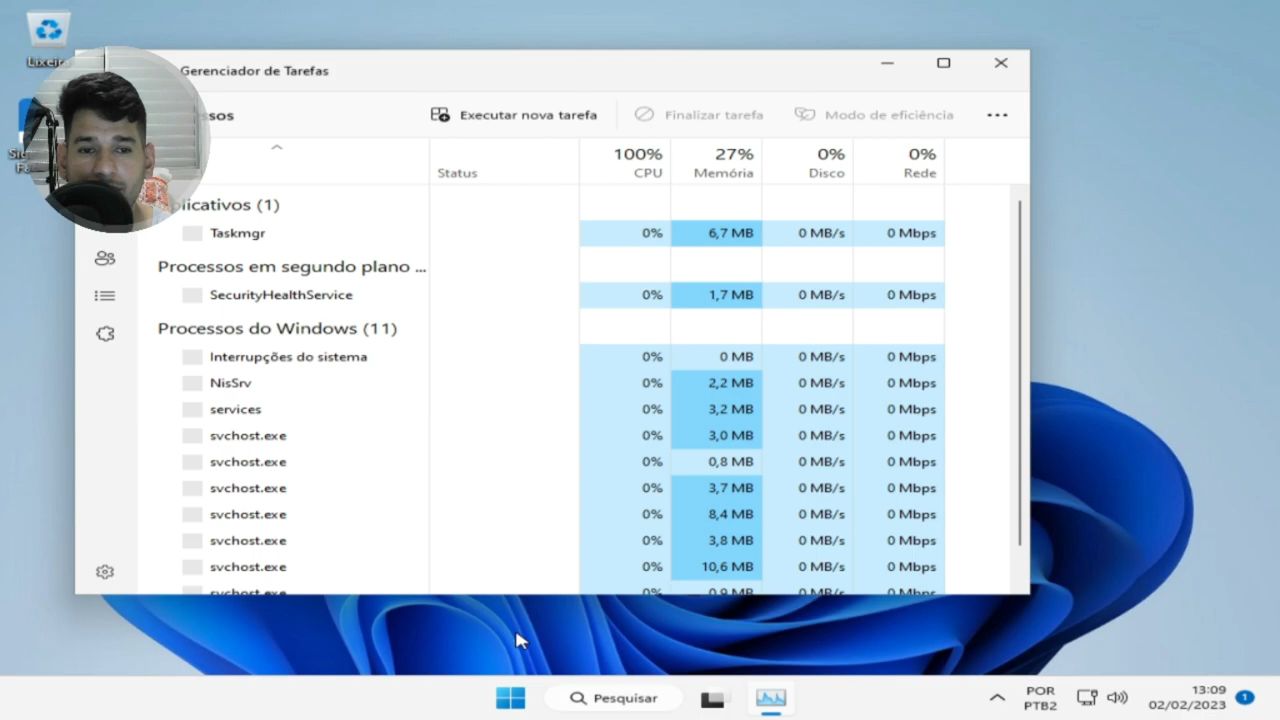 Lixeira
Gerenciador de Tarefas
ssos
Executar nova tarefa
Finalizar tarefa
Modo de eficiência
100% 27% 0% 0%
Status CPU Memória Disco Rede
plicativos (1)
Taskmgr 0% 6,7 MB 0 MB/s 0 Mbps
Processos em segundo plano ...
SecurityHealthService 0% 1,7 MB 0 MB/s 0 Mbps
Processos do Windows (11)
Interrupções do sistema 0% 0 MB 0 MB/s 0 Mbps
NisSrv 0% 2,2 MB 0 MB/s 0 Mbps
services 0% 3,2 MB 0 MB/s 0 Mbps
svchost.exe 0% 3,0 MB 0 MB/s 0 Mbps
svchost.exe 0% 0,8 MB 0 MB/s 0 Mbps
svchost.exe 0% 3,7 MB 0 MB/s 0 Mbps
svchost.exe 0% 8,4 MB 0 MB/s 0 Mbps
svchost.exe 0% 3,8 MB 0 MB/s 0 Mbps
svchost.exe 0% 10,6 MB 0 MB/s 0 Mbps
svchost.exe 0% 0,9 MB 0 MB/s 0 Mbps
Pesquisar
POR
PTB2
13:09
02/02/2023
1